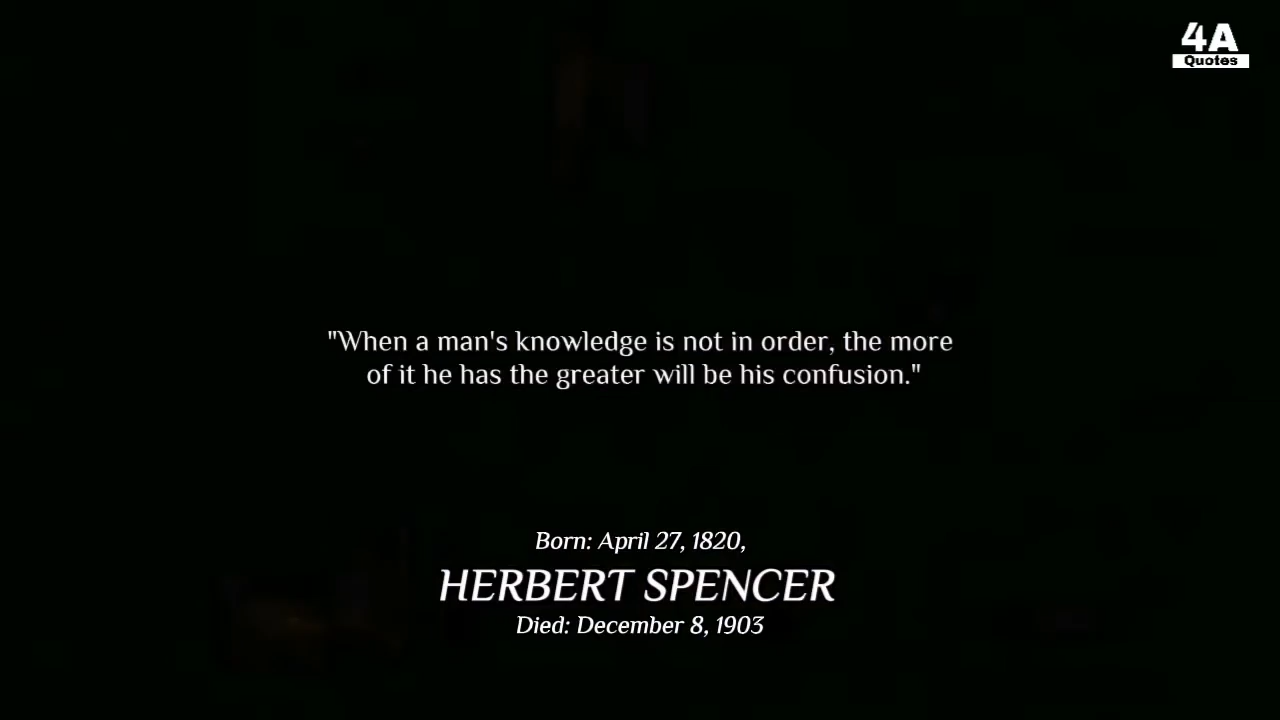 4A
Quotes
"When a man's knowledge is not in order, the more
of it he has the greater will be his confusion."
Born: April 27, 1820,
HERBERT SPENCER
Died: December 8, 1903